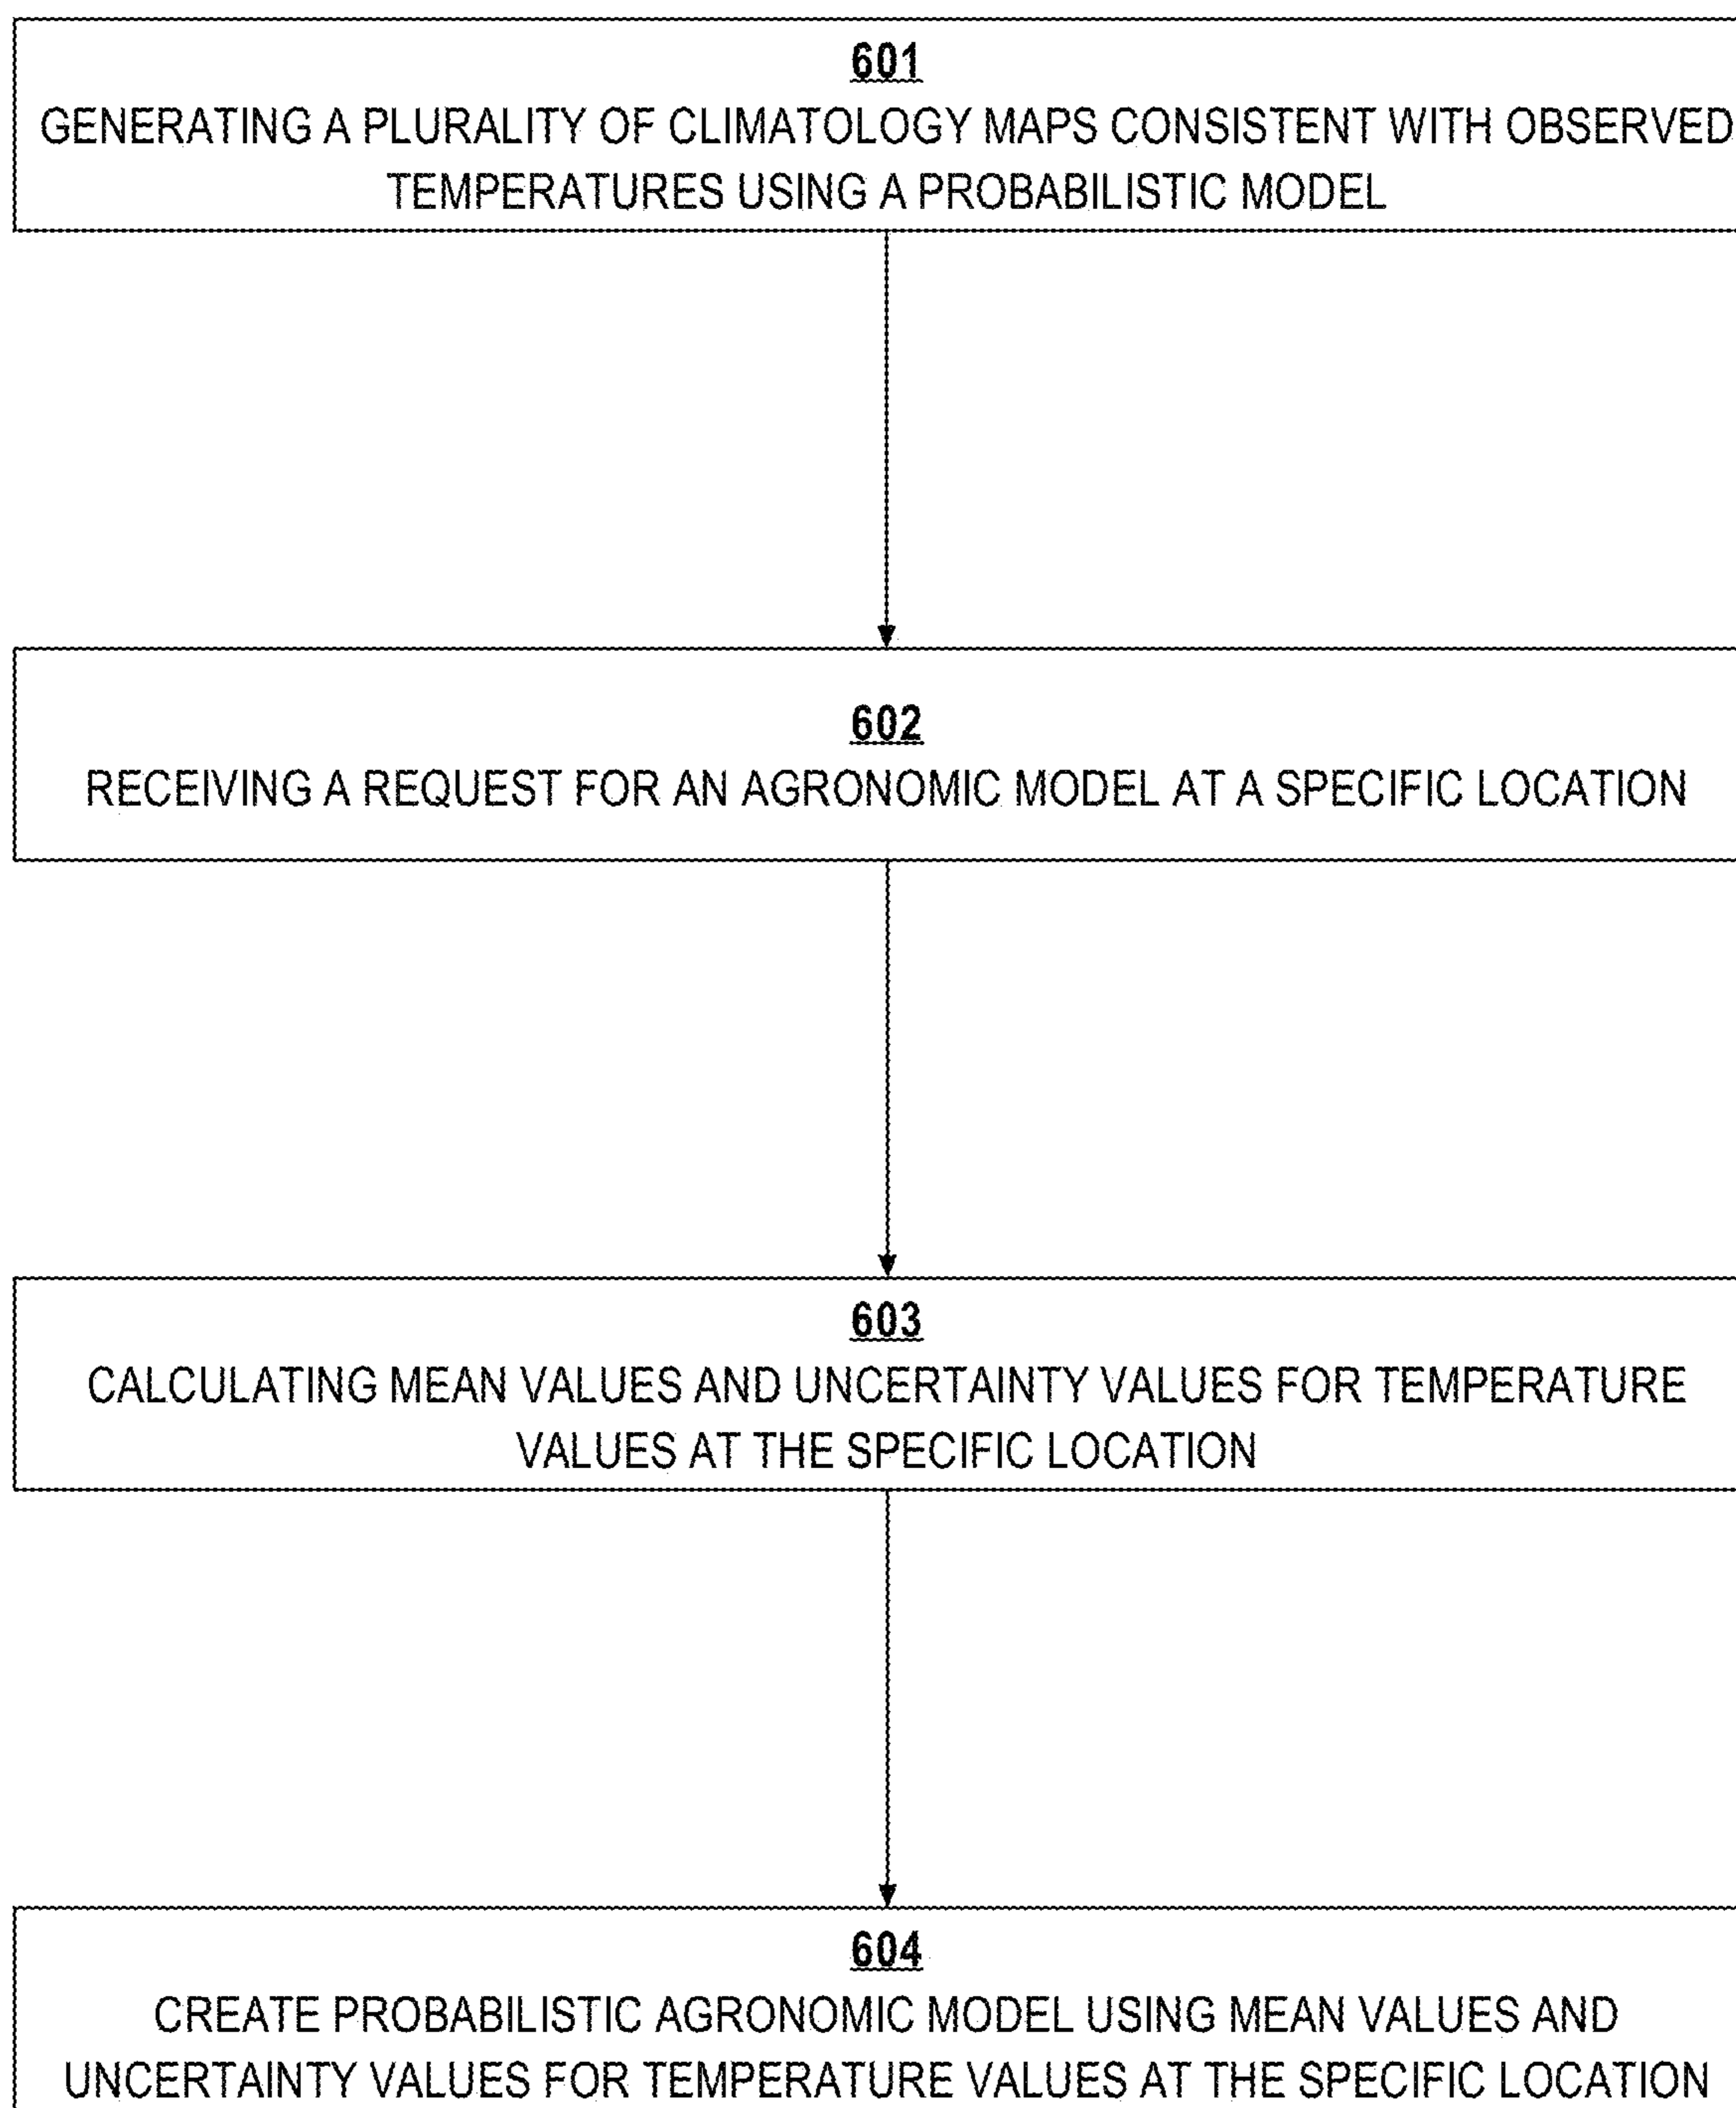 601
GENERATING A PLURALITY OF CLIMATOLOGY MAPS CONSISTENT WITH OBSERVED
TEMPERATURES USING A PROBABILISTIC MODEL
602
RECEIVING A REQUEST FOR AN AGRONOMIC MODEL AT A SPECIFIC LOCATION
603
CALCULATING MEAN VALUES AND UNCERTAINTY VALUES FOR TEMPERATURE
VALUES AT THE SPECIFIC LOCATION
604
CREATE PROBABILISTIC AGRONOMIC MODEL USING MEAN VALUES AND
UNCERTAINTY VALUES FOR TEMPERATURE VALUES AT THE SPECIFIC LOCATION